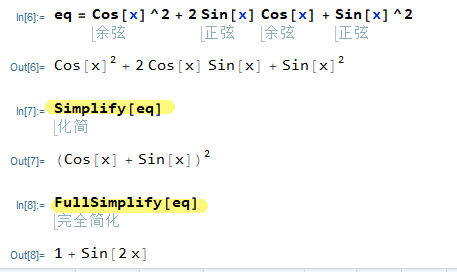 In[6]:= eq = Cos[x]^2 + 2 Sin[x] Cos[x] + Sin[x]^2
余弦 正弦 余弦 正弦
Out[6]= Cos[x]² + 2 Cos[x] Sin[x] + Sin[x]²
In[7]:= Simplify[eq]
化简
Out[7]= (Cos[x] + Sin[x])²
In[8]:= FullSimplify[eq]
完全简化
Out[8]= 1 + Sin[2 x]